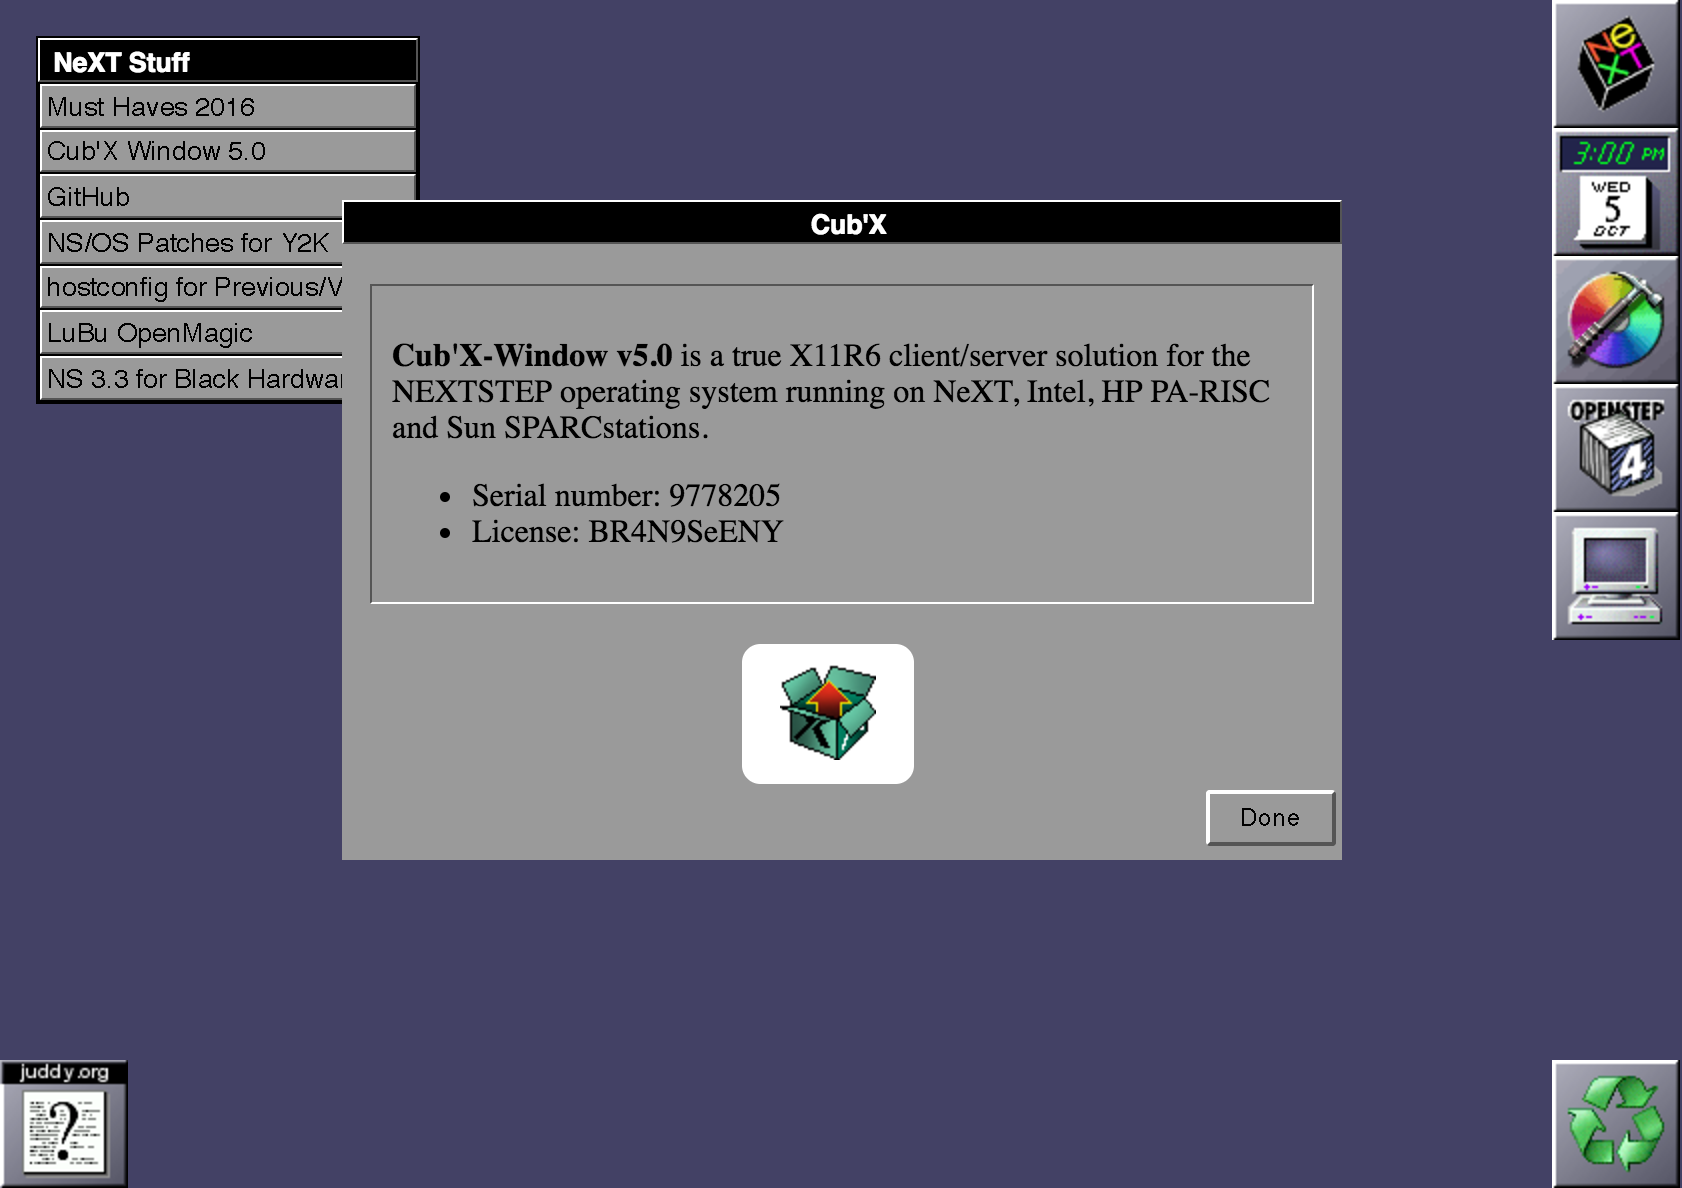 NeXT Stuff
Must Haves 2016
Cub'X Window 5.0
GitHub
NS/OS Patches for Y2K
hostconfig for Previous/V
LuBu OpenMagic
NS 3.3 for Black Hardwar
Cub'X
Cub'X-Window v5.0 is a true X11R6 client/server solution for the
NEXTSTEP operating system running on NeXT, Intel, HP PA-RISC
and Sun SPARCstations.
• Serial number: 9778205
• License: BR4N9SeENY
X
Done
NeXT
3:00 PM
WED
5
OCT
OPENSTEP
4
juddy.org
?